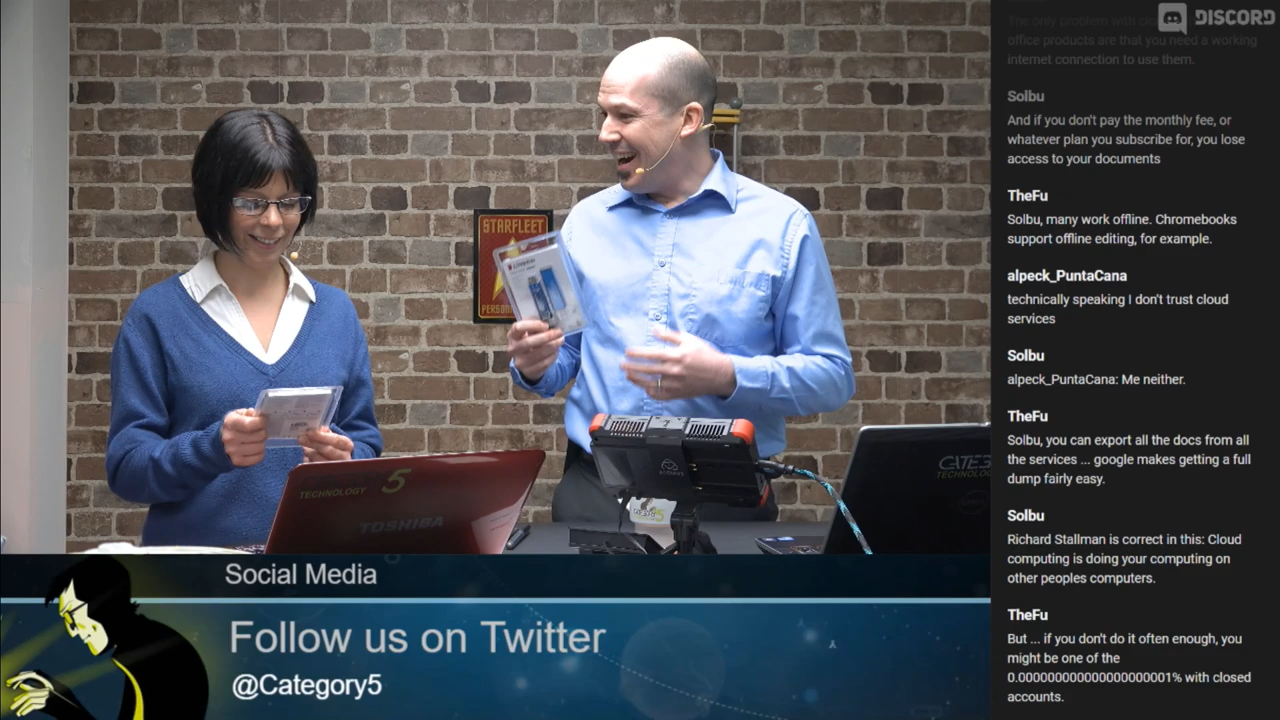 STARFLEET
PERSON
Kingston
TECHNOLOGY 5
TOSHIBA
5
CATE5
TECHNOLOG
Social Media
Follow us on Twitter
@Category5
DISCORD
The only problem with clo
office products are that you need a working
internet connection to use them.
Solbu
And if you don't pay the monthly fee, or
whatever plan you subscribe for, you lose
access to your documents
TheFu
Solbu, many work offline. Chromebooks
support offline editing, for example.
alpeck_PuntaCana
technically speaking I don't trust cloud
services
Solbu
alpeck_PuntaCana: Me neither.
TheFu
Solbu, you can export all the docs from all
the services ... google makes getting a full
dump fairly easy.
Solbu
Richard Stallman is correct in this: Cloud
computing is doing your computing on
other peoples computers.
TheFu
But ... if you don't do it often enough, you
might be one of the
0.000000000000000000001% with closed
accounts.